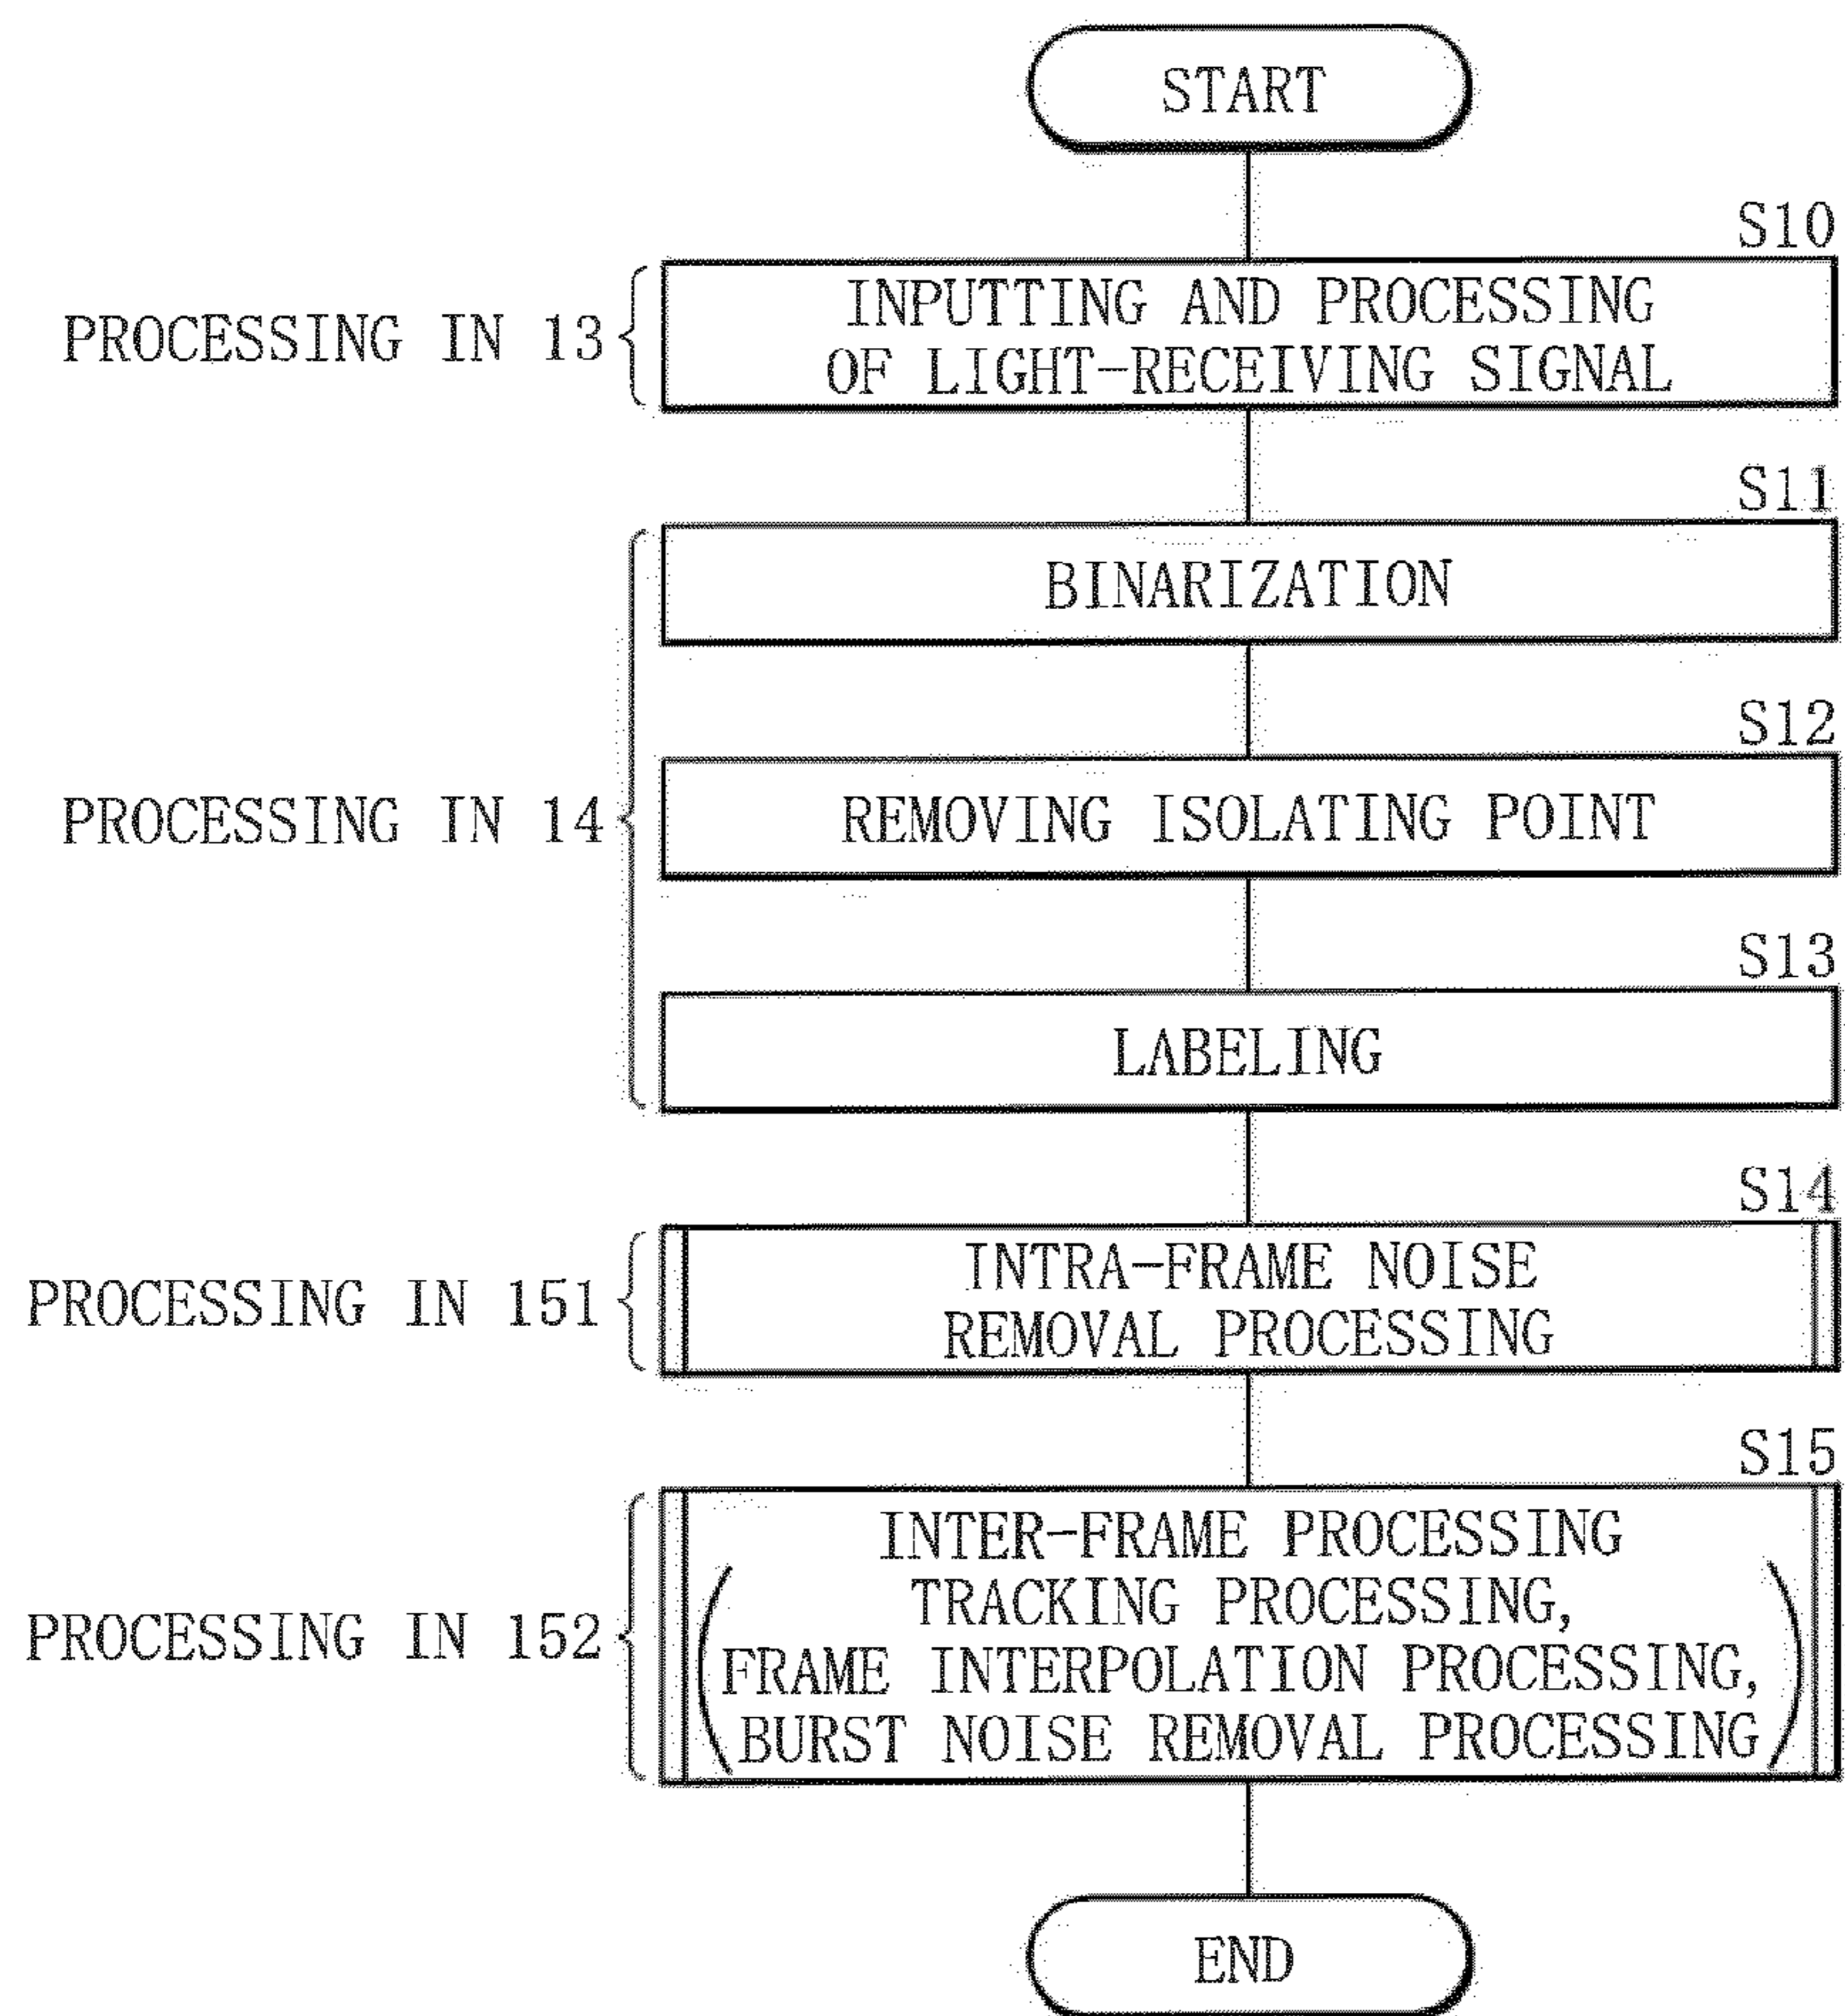 START
S10
PROCESSING IN 13
INPUTTING AND PROCESSING
OF LIGHT-RECEIVING SIGNAL
S11
BINARIZATION
S12
PROCESSING IN 14
REMOVING ISOLATING POINT
S13
LABELING
S14
PROCESSING IN 151
INTRA-FRAME NOISE
REMOVAL PROCESSING
S15
PROCESSING IN 152
INTER-FRAME PROCESSING
(TRACKING PROCESSING,
FRAME INTERPOLATION PROCESSING,
BURST NOISE REMOVAL PROCESSING)
END